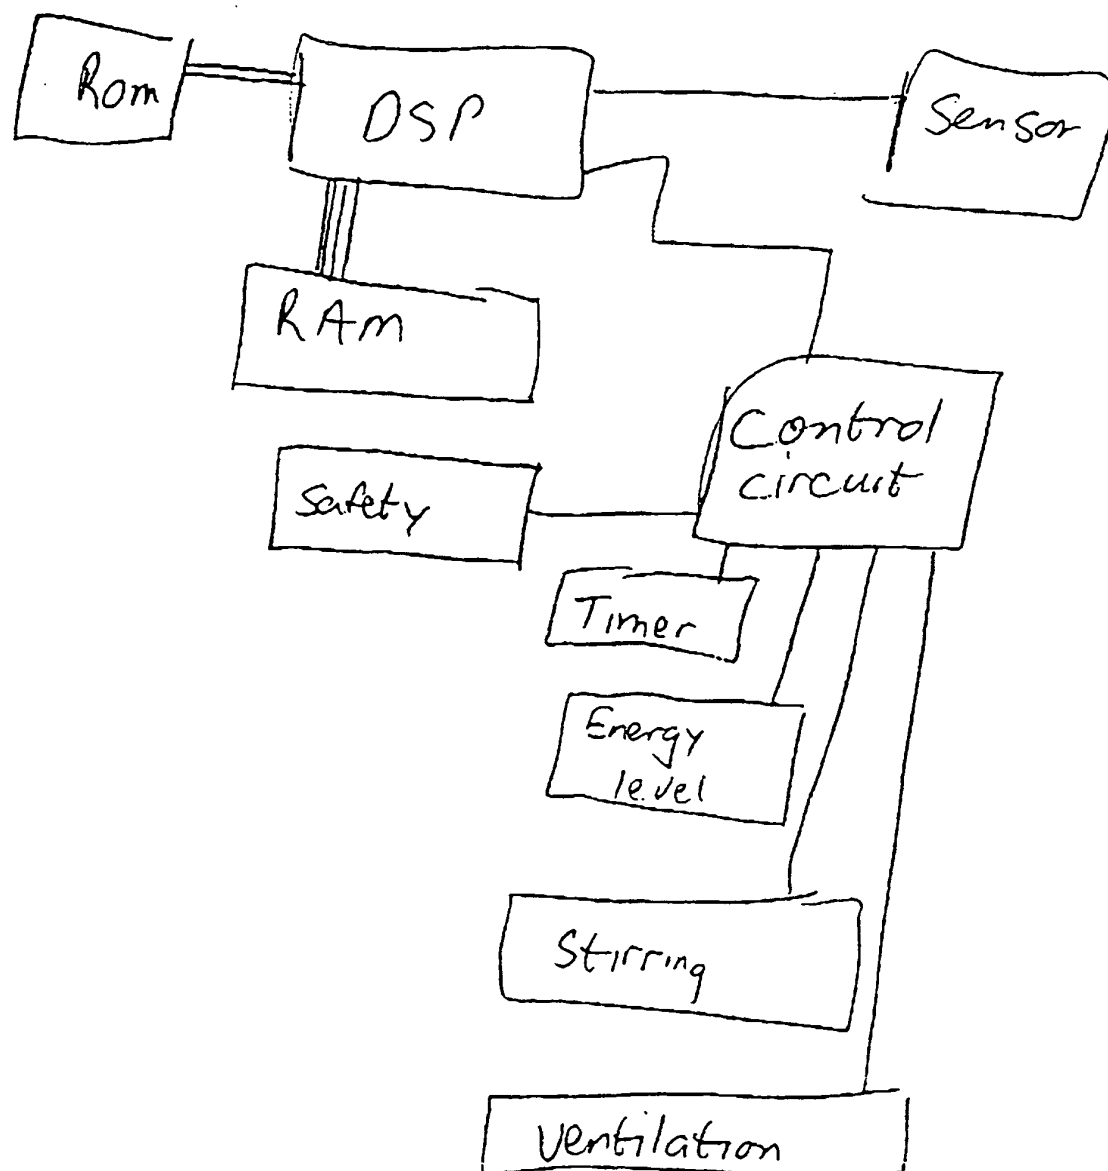 Rom
DSP
Sensor
RAm
Control
circuit
Safety
Timer
Energy
level
Stirring
Ventilation